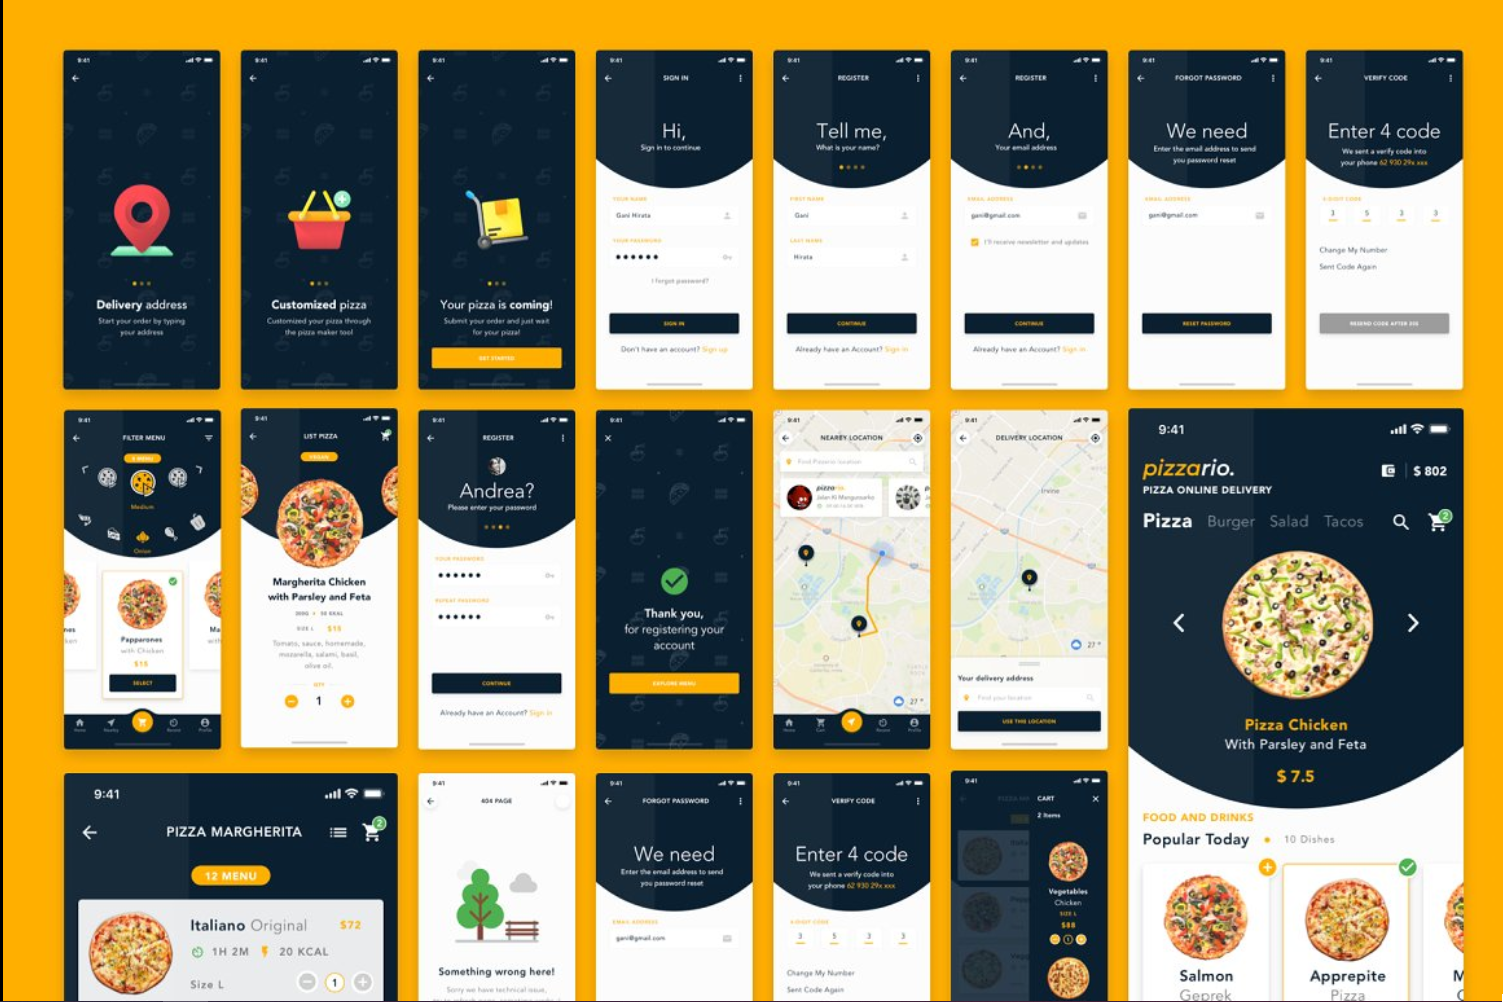 9:41
Delivery address
Start your order by typing
your address
9:41
Customized pizza
Customized your pizza through
the pizza maker tool
9:41
Your pizza is coming!
Submit your order and just wait
for your pizza!
GET STARTED
9:41
SIGN IN
Hi,
Sign in to continue
YOUR NAME
Gani Hirata
YOUR PASSWORD
I forgot password?
SIGN IN
Don't have an account? Sign up
9:41
REGISTER
Tell me,
What is your name?
FIRST NAME
Gani
LAST NAME
Hirata
CONTINUE
Already have an Account? Sign in
9:41
REGISTER
And,
Your email address
EMAIL ADDRESS
gani@gmail.com
I'll receive newsletter and updates
CONTINUE
Already have an Account? Sign in
9:41
FORGOT PASSWORD
We need
Enter the email address to send
you password reset
EMAIL ADDRESS
gani@gmail.com
RESET PASSWORD
9:41
VERIFY CODE
Enter 4 code
We sent a verify code into
your phone 62 930 29x xxx
4 DIGIT CODE
3 5 3 3
Change My Number
Sent Code Again
RESEND CODE AFTER
9:41
FILTER MENU
MENU
Medium
Onion
Papparones
with Chicken
$15
SELECT
Home Nearby Recent Profile
9:41
LIST PIZZA
VEGAN
Margherita Chicken
with Parsley and Feta
KKAL
SIZE L $15
Tomato, sauce, homemade,
mozarella, salami, basil,
olive oil.
QTY
1
9:41
REGISTER
Andrea?
Please enter your password
YOUR PASSWORD
REPEAT PASSWORD
CONTINUE
Already have an Account? Sign in
9:41
Thank you,
for registering your
account
EXPLORE MENU
9:41
NEARBY LOCATION
Find Pizzario location
pizzario.
Jalan Ki Mangunsarko
27 °
Home Cart Recent Profile
9:41
DELIVERY LOCATION
Irvine
27 °
Your delivery address
Find your location
USE THIS LOCATION
9:41
pizzario.
PIZZA ONLINE DELIVERY
$ 802
Pizza Burger Salad Tacos
2
Pizza Chicken
With Parsley and Feta
$ 7.5
FOOD AND DRINKS
Popular Today • 10 Dishes
Salmon
Geprek
Apprepite
Pizza
9:41
PIZZA MARGHERITA
2
12 MENU
Italiano Original $72
1H 2M 20 KCAL
Size L 1
9:41
404 PAGE
Something wrong here!
Sorry we have technical issue,
9:41
FORGOT PASSWORD
We need
Enter the email address to send
you password reset
EMAIL ADDRESS
gani@gmail.com
9:41
VERIFY CODE
Enter 4 code
We sent a verify code into
your phone 62 930 29x xxx
4 DIGIT CODE
3 5 3 3
Change My Number
Sent Code Again
9:41
CART
2 Items
Vegetables
Chicken
SIZE L
$88
1